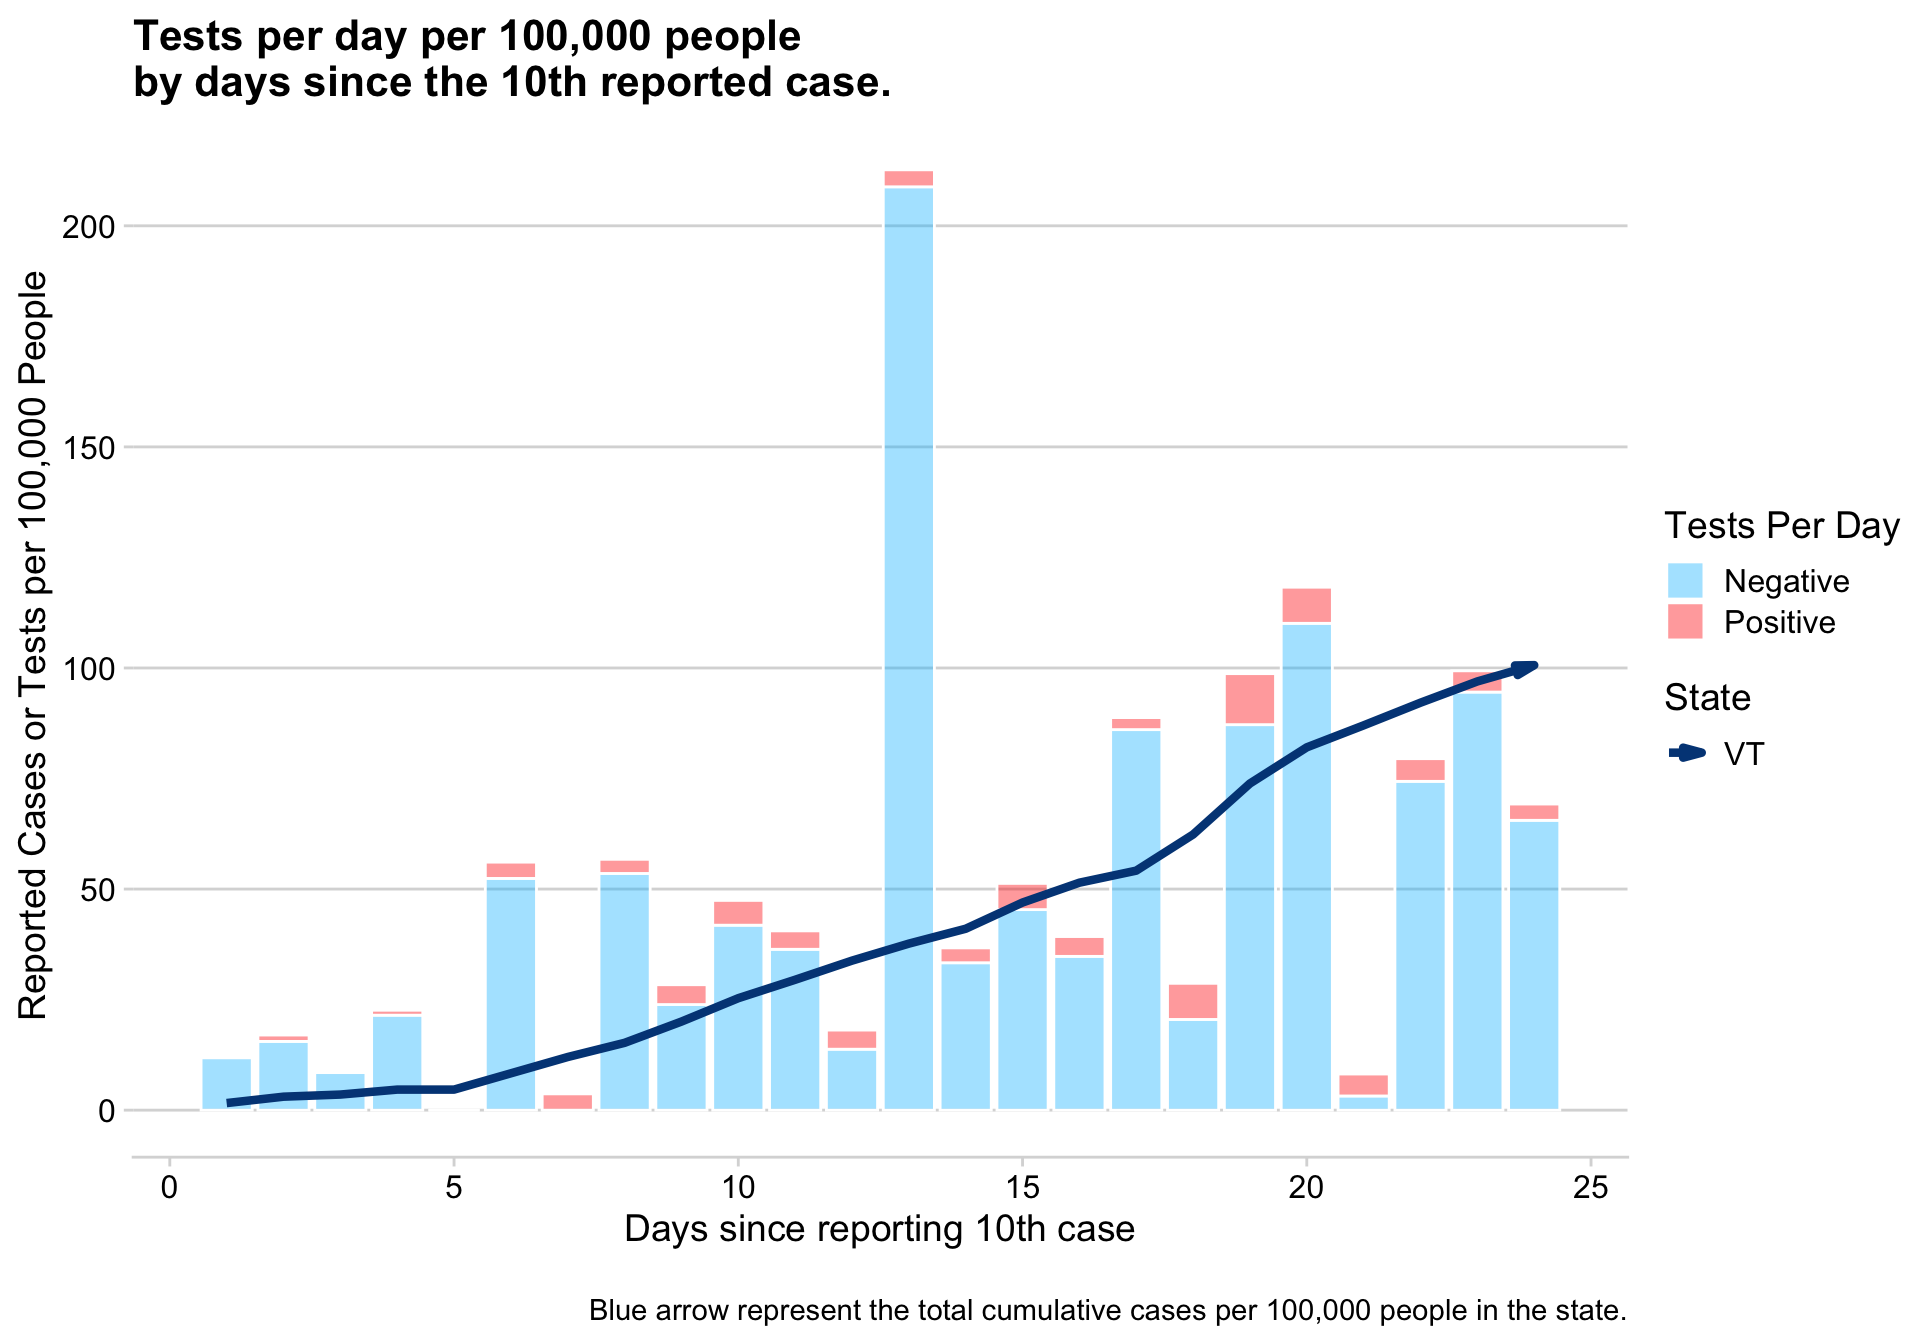 Tests per day per 100,000 people
by days since the 10th reported case.
Reported Cases or Tests per 100,000 People
200
150
100
50
0
0 5 10 15 20 25
Days since reporting 10th case
Tests Per Day
Negative
Positive
State
VT
Blue arrow represent the total cumulative cases per 100,000 people in the state.